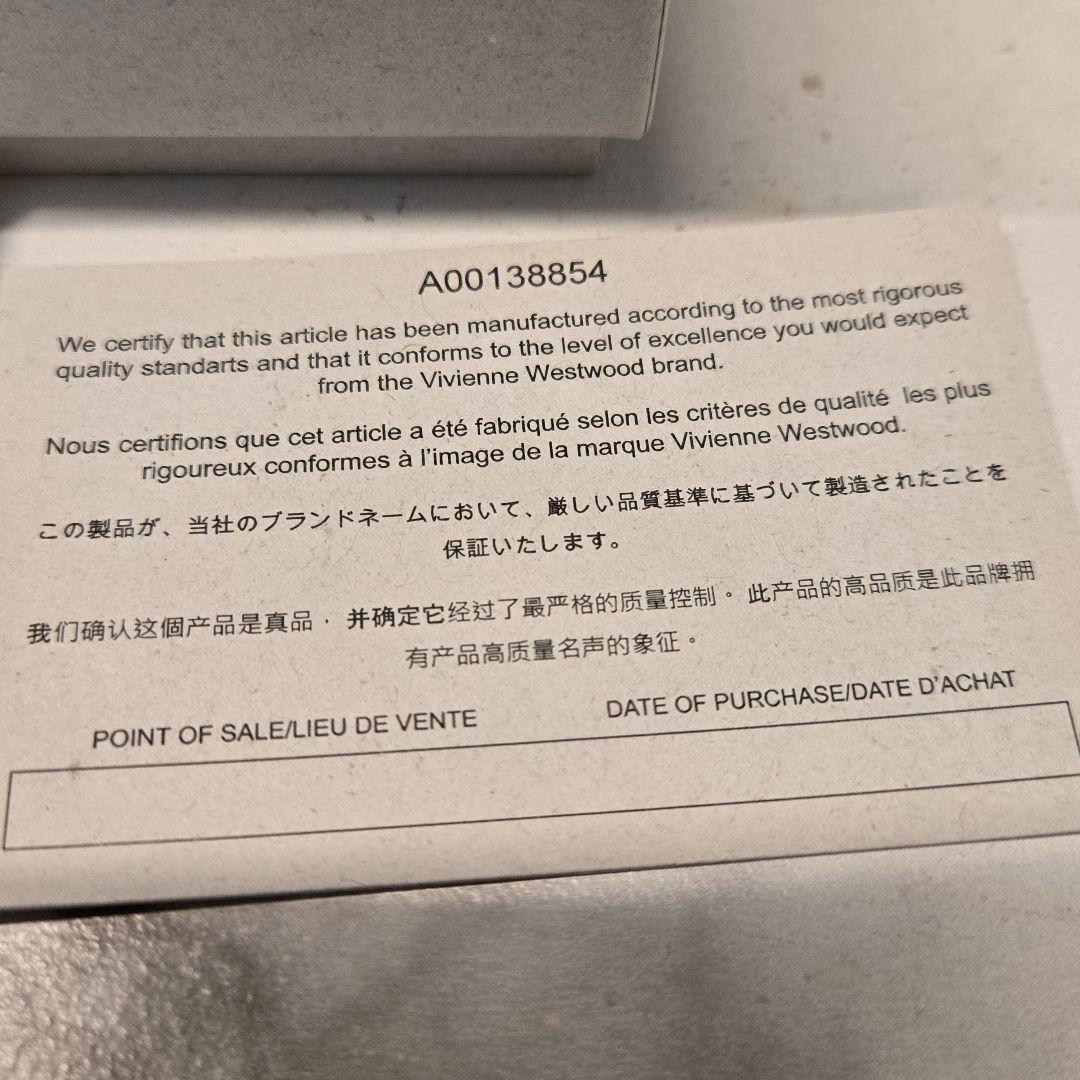 A00138854
We certify that this article has been manufactured according to the most rigorous
quality standarts and that it conforms to the level of excellence you would expect
from the Vivienne Westwood brand.
Nous certifions que cet article a été fabriqué selon les critères de qualité les plus
rigoureux conformes à l'image de la marque Vivienne Westwood.
この製品が、当社のブランドネームにおいて、厳しい品質基準に基づいて製造されたことを
保証いたします。
我们确认这個产品是真品，并确定它经过了最严格的质量控制。此产品的高品质是此品牌拥
有产品高质量名声的象征。
POINT OF SALE/LIEU DE VENTE
DATE OF PURCHASE/DATE D'ACHAT